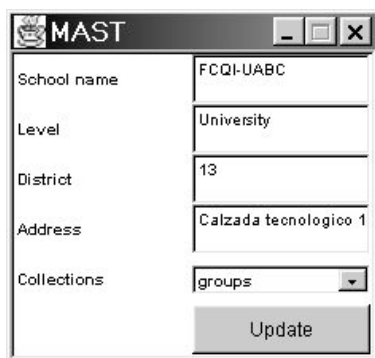 MAST
School name FCQI-UABC
Level University
District 13
Address Calzada tecnologico 1
Collections groups
Update